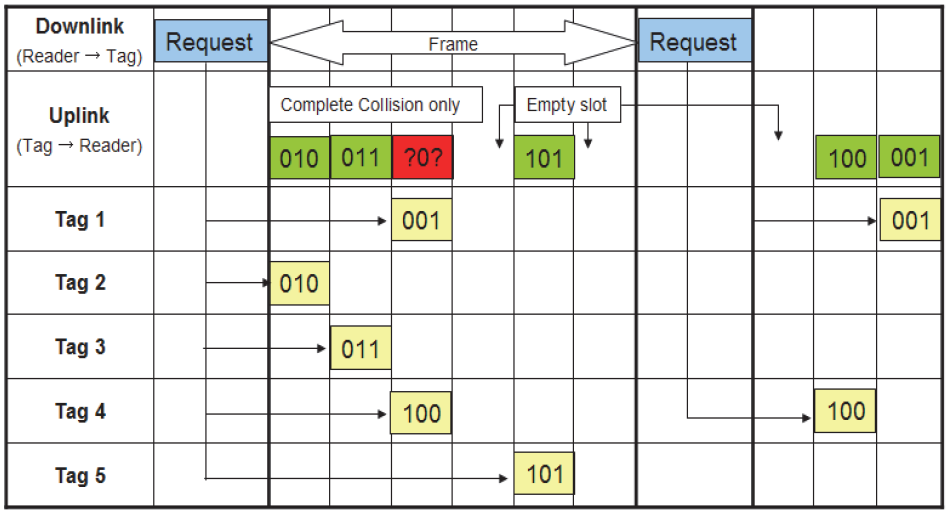 Downlink
(Reader → Tag)
Request
Frame
Request
Uplink
(Tag → Reader)
Complete Collision only
Empty slot
010
011
?0?
101
100
001
Tag 1
001
001
Tag 2
010
Tag 3
011
Tag 4
100
100
Tag 5
101